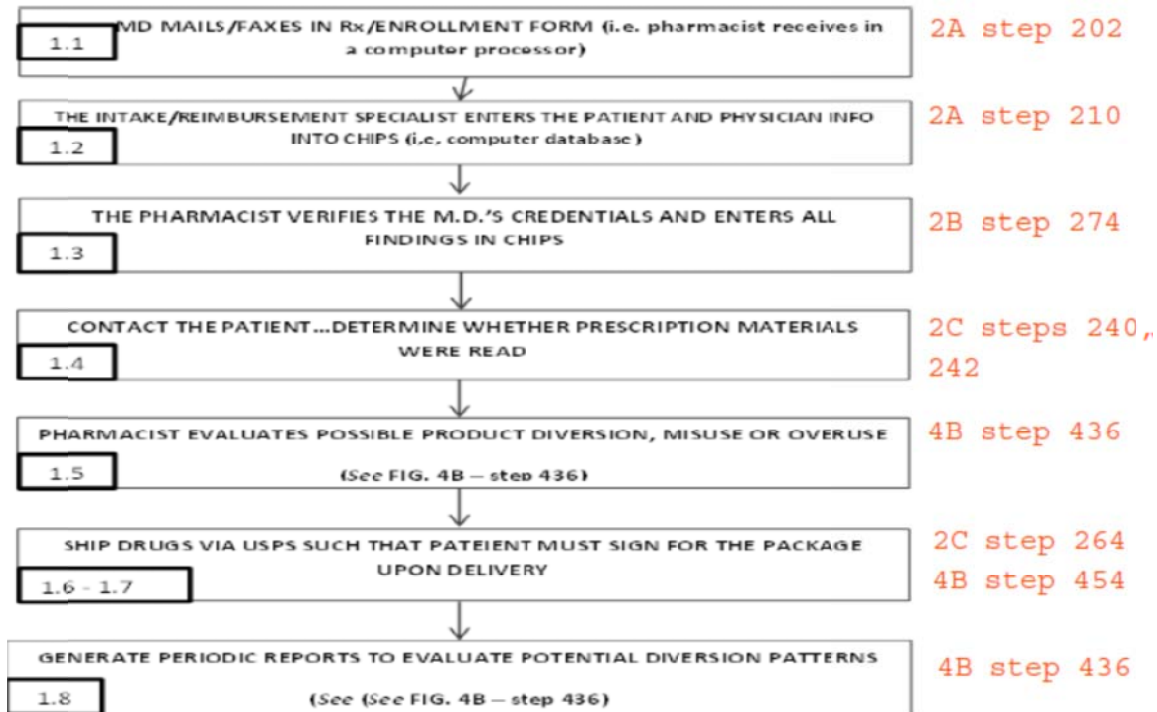 MD MAILS/FAXES IN Rx/ENROLLMENT FORM (i.e. pharmacist receives in
a computer processor)
1.1
2A step 202
THE INTAKE/REIMBURSEMENT SPECIALIST ENTERS THE PATIENT AND PHYSICIAN INFO
INTO CHIPS (i.e. computer database)
1.2
2A step 210
THE PHARMACIST VERIFIES THE M.D.'S CREDENTIALS AND ENTERS ALL
FINDINGS IN CHIPS
1.3
2B step 274
CONTACT THE PATIENT...DETERMINE WHETHER PRESCRIPTION MATERIALS
WERE READ
1.4
2C steps 240,
242
PHARMACIST EVALUATES POSSIBLE PRODUCT DIVERSION, MISUSE OR OVERUSE
(See FIG. 4B – step 436)
1.5
4B step 436
SHIP DRUGS VIA USPS SUCH THAT PATEIENT MUST SIGN FOR THE PACKAGE
UPON DELIVERY
1.6 - 1.7
2C step 264
4B step 454
GENERATE PERIODIC REPORTS TO EVALUATE POTENTIAL DIVERSION PATTERNS
(See (See FIG. 4B – step 436)
1.8
4B step 436